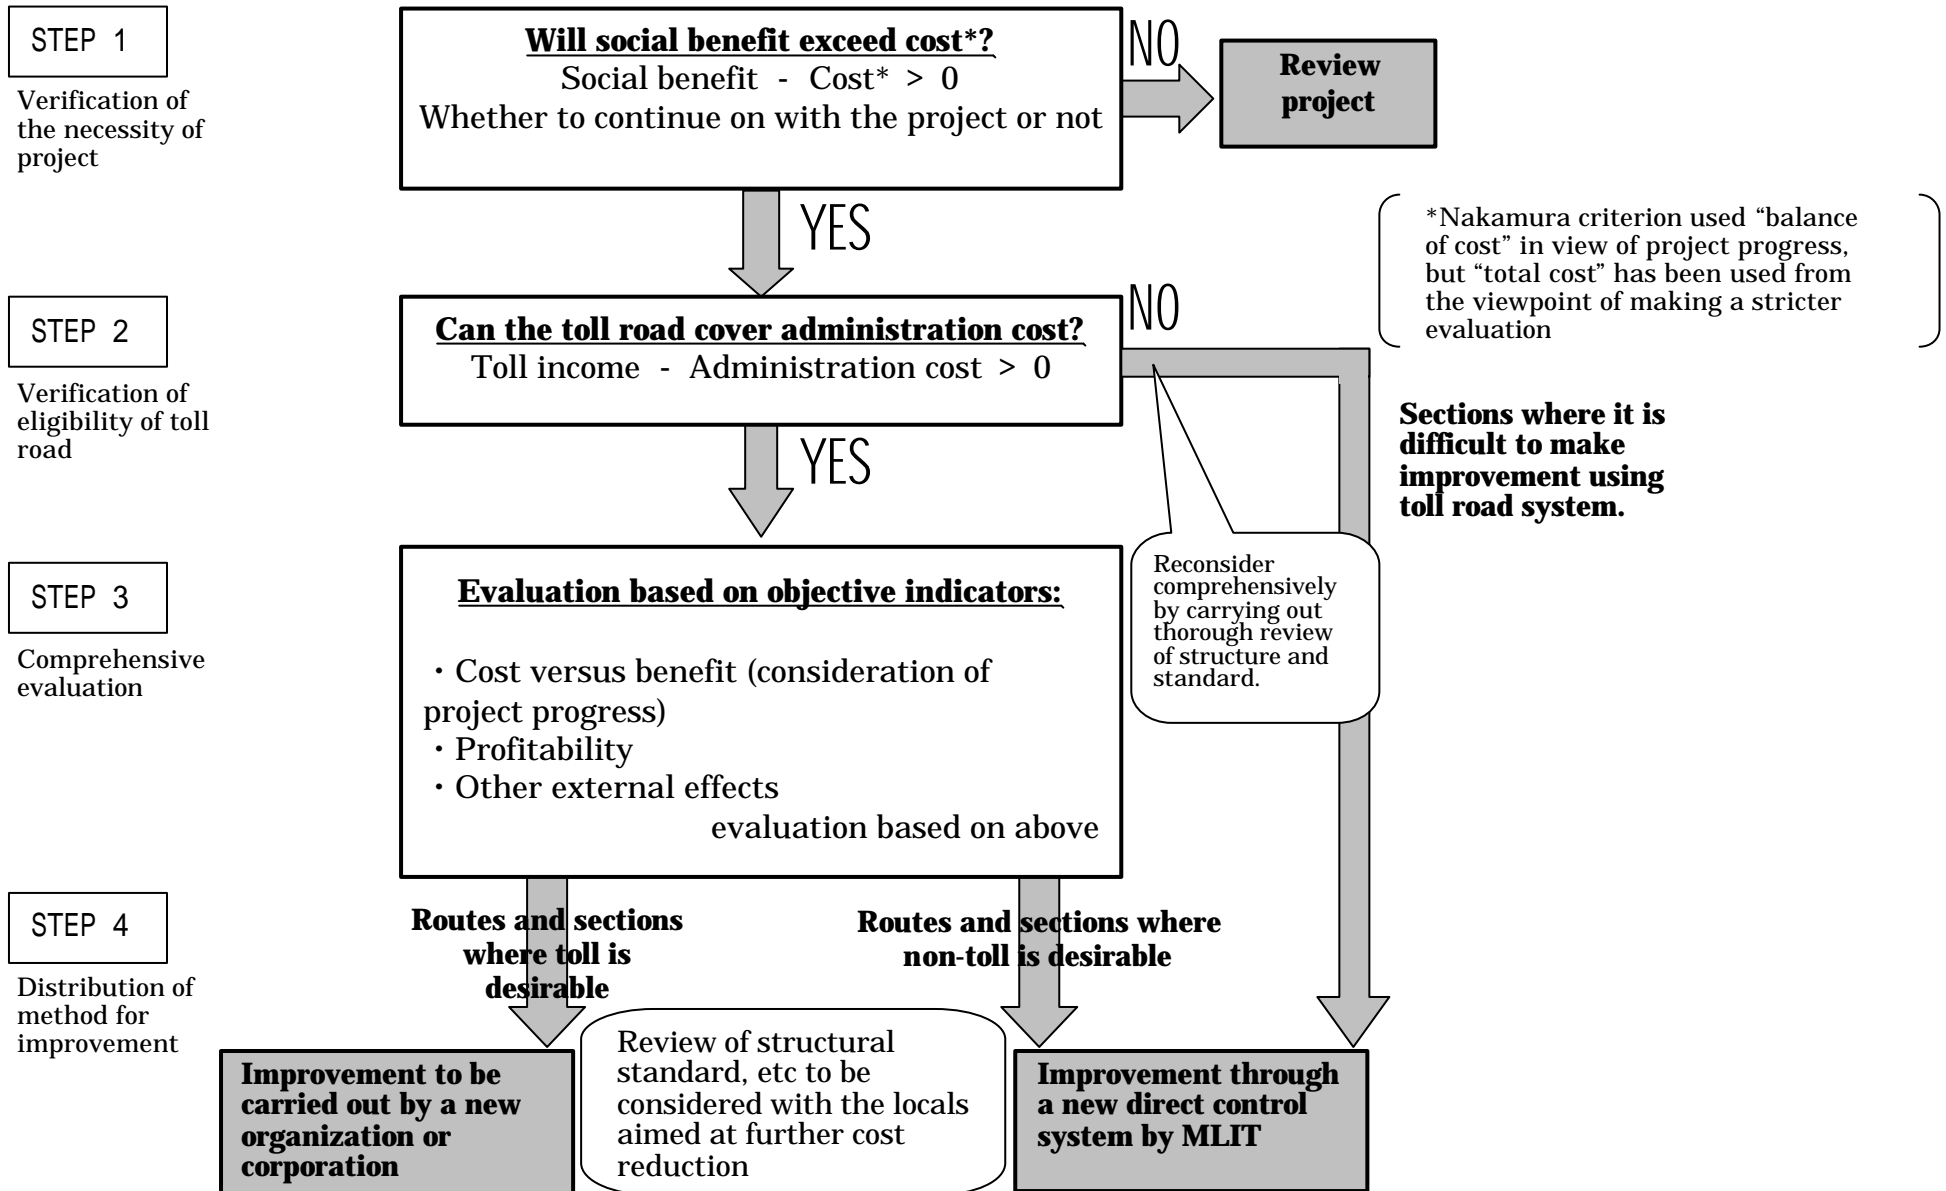 STEP 1
Verification of
the necessity of
project
Will social benefit exceed cost*?
Social benefit - Cost* > 0
Whether to continue on with the project or not
NO
Review
project
YES
*Nakamura criterion used “balance
of cost” in view of project progress,
but “total cost” has been used from
the viewpoint of making a stricter
evaluation
STEP 2
Verification of
eligibility of toll
road
Can the toll road cover administration cost?
Toll income - Administration cost > 0
NO
Sections where it is
difficult to make
improvement using
toll road system.
YES
Reconsider
comprehensively
by carrying out
thorough review
of structure and
standard.
STEP 3
Comprehensive
evaluation
Evaluation based on objective indicators:
・Cost versus benefit (consideration of
project progress)
・Profitability
・Other external effects
evaluation based on above
STEP 4
Distribution of
method for
improvement
Routes and sections
where toll is
desirable
Routes and sections where
non-toll is desirable
Improvement to be
carried out by a new
organization or
corporation
Review of structural
standard, etc to be
considered with the locals
aimed at further cost
reduction
Improvement through
a new direct control
system by MLIT